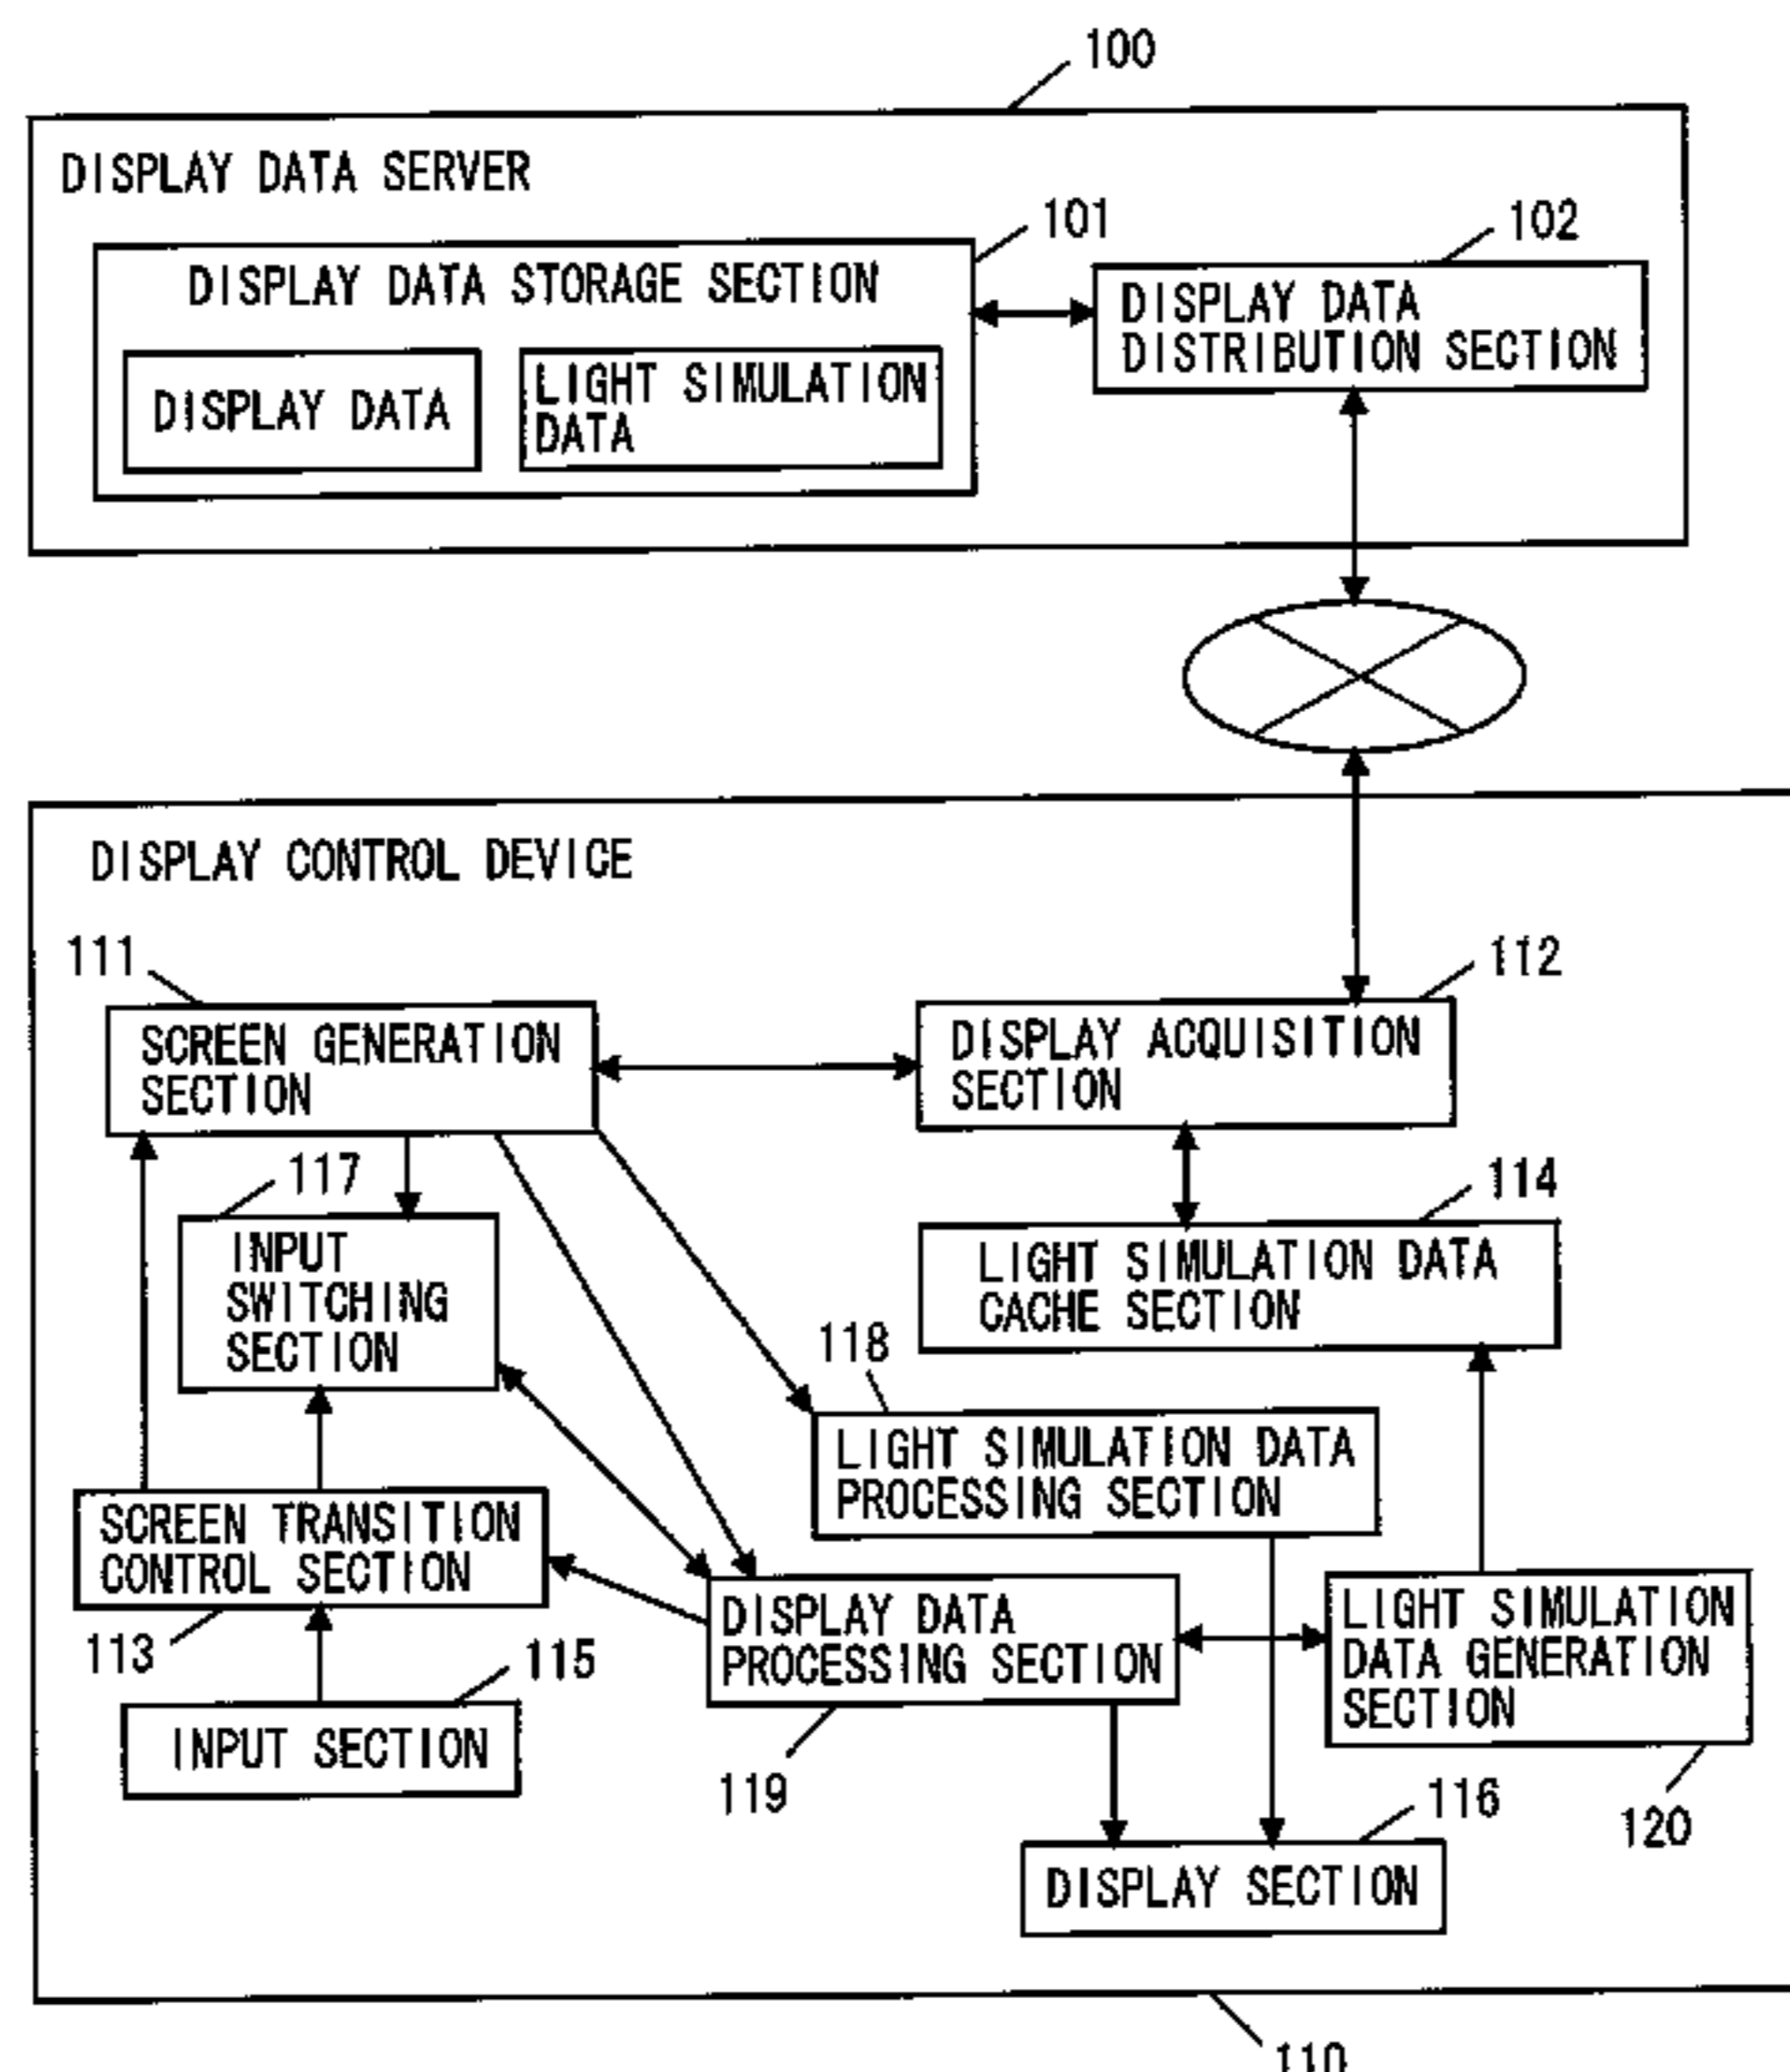 100
DISPLAY DATA SERVER
101
102
DISPLAY DATA STORAGE SECTION
DISPLAY DATA
DISTRIBUTION SECTION
DISPLAY DATA
LIGHT SIMULATION
DATA
DISPLAY CONTROL DEVICE
111
112
SCREEN GENERATION
SECTION
DISPLAY ACQUISITION
SECTION
117
114
INPUT
SWITCHING
SECTION
LIGHT SIMULATION DATA
CACHE SECTION
118
LIGHT SIMULATION DATA
PROCESSING SECTION
SCREEN TRANSITION
CONTROL SECTION
113
DISPLAY DATA
PROCESSING SECTION
LIGHT SIMULATION
DATA GENERATION
SECTION
115
INPUT SECTION
119
116
120
DISPLAY SECTION
110